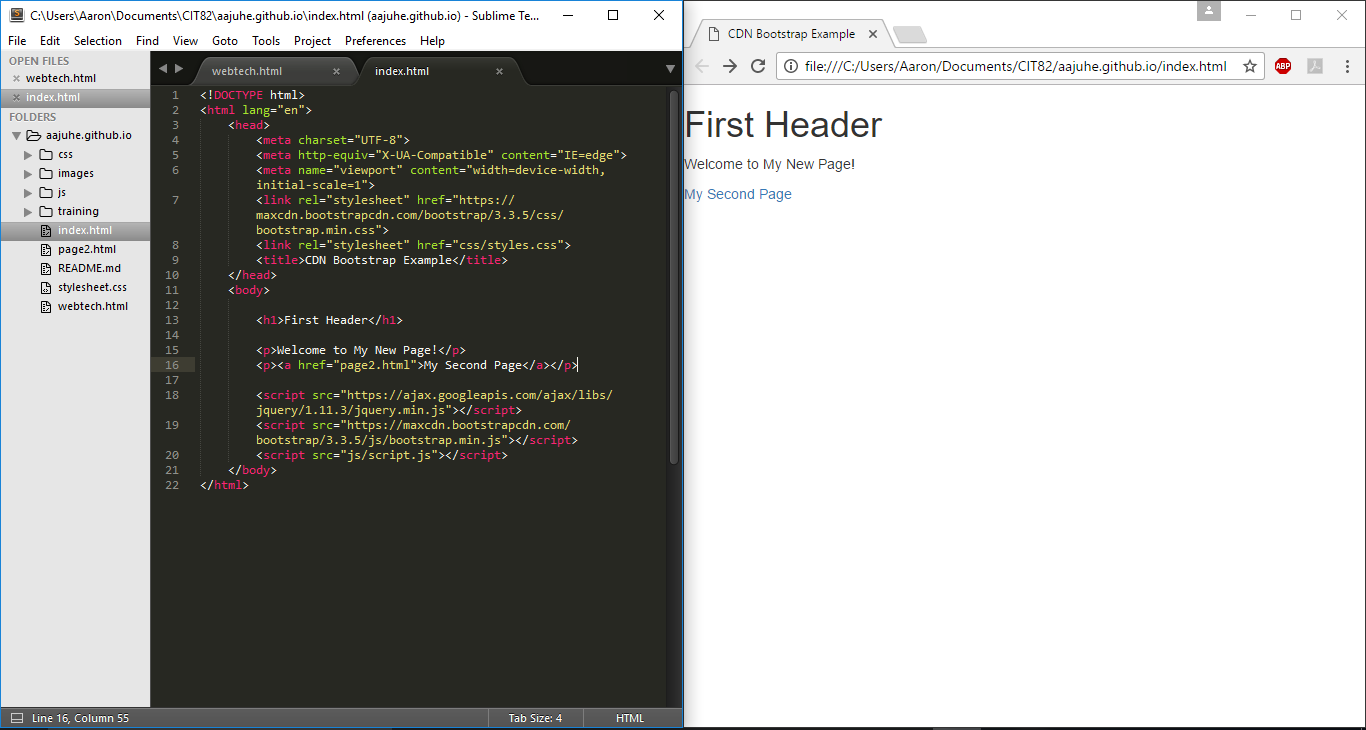 C:\Users\Aaron\Documents\CIT82\aajuhe.github.io\index.html (aajuhe.github.io) - Sublime Te...
File Edit Selection Find View Goto Tools Project Preferences Help
OPEN FILES
webtech.html
index.html
FOLDERS
aajuhe.github.io
css
images
js
training
index.html
page2.html
README.md
stylesheet.css
webtech.html
webtech.html index.html
1 <!DOCTYPE html>
2 <html lang="en">
3 <head>
4 <meta charset="UTF-8">
5 <meta http-equiv="X-UA-Compatible" content="IE=edge">
6 <meta name="viewport" content="width=device-width,
initial-scale=1">
7 <link rel="stylesheet" href="https://
maxcdn.bootstrapcdn.com/bootstrap/3.3.5/css/
bootstrap.min.css">
8 <link rel="stylesheet" href="css/styles.css">
9 <title>CDN Bootstrap Example</title>
10 </head>
11 <body>
12
13 <h1>First Header</h1>
14
15 <p>Welcome to My New Page!</p>
16 <p><a href="page2.html">My Second Page</a></p>
17
18 <script src="https://ajax.googleapis.com/ajax/libs/
jquery/1.11.3/jquery.min.js"></script>
19 <script src="https://maxcdn.bootstrapcdn.com/
bootstrap/3.3.5/js/bootstrap.min.js"></script>
20 <script src="js/script.js"></script>
21 </body>
22 </html>
Line 16, Column 55 Tab Size: 4 HTML
CDN Bootstrap Example
file:///C:/Users/Aaron/Documents/CIT82/aajuhe.github.io/index.html ABP
First Header
Welcome to My New Page!
My Second Page